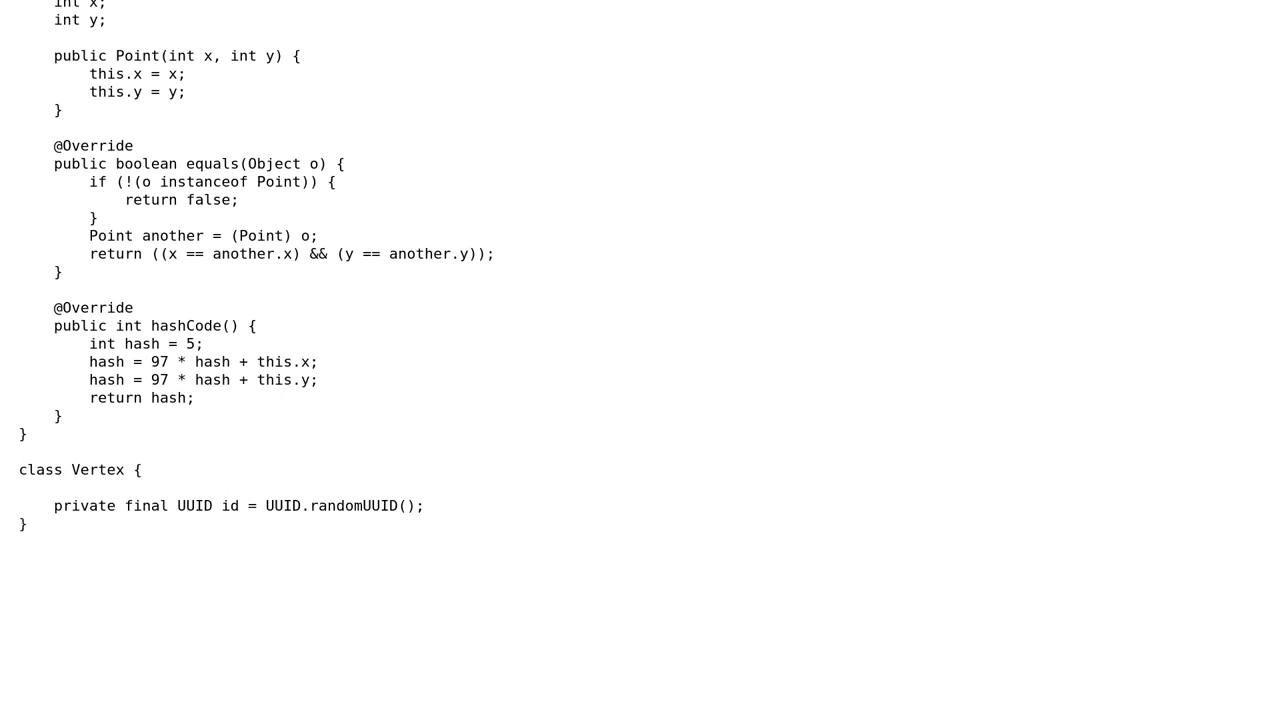 int x;
    int y;

    public Point(int x, int y) {
        this.x = x;
        this.y = y;
    }

    @Override
    public boolean equals(Object o) {
        if (!(o instanceof Point)) {
            return false;
        }
        Point another = (Point) o;
        return ((x == another.x) && (y == another.y));
    }

    @Override
    public int hashCode() {
        int hash = 5;
        hash = 97 * hash + this.x;
        hash = 97 * hash + this.y;
        return hash;
    }
}

class Vertex {

    private final UUID id = UUID.randomUUID();
}